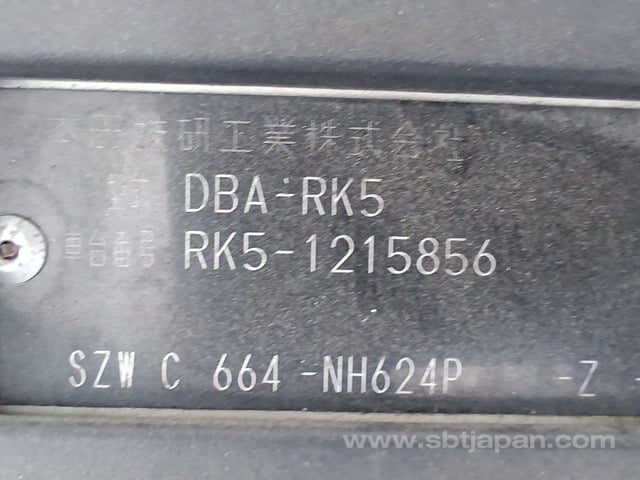 本田技研工業株式会社
型式 DBA-RK5
車台番号 RK5-1215856
SZW C 664 -NH624P -Z -
www.sbtjapan.com